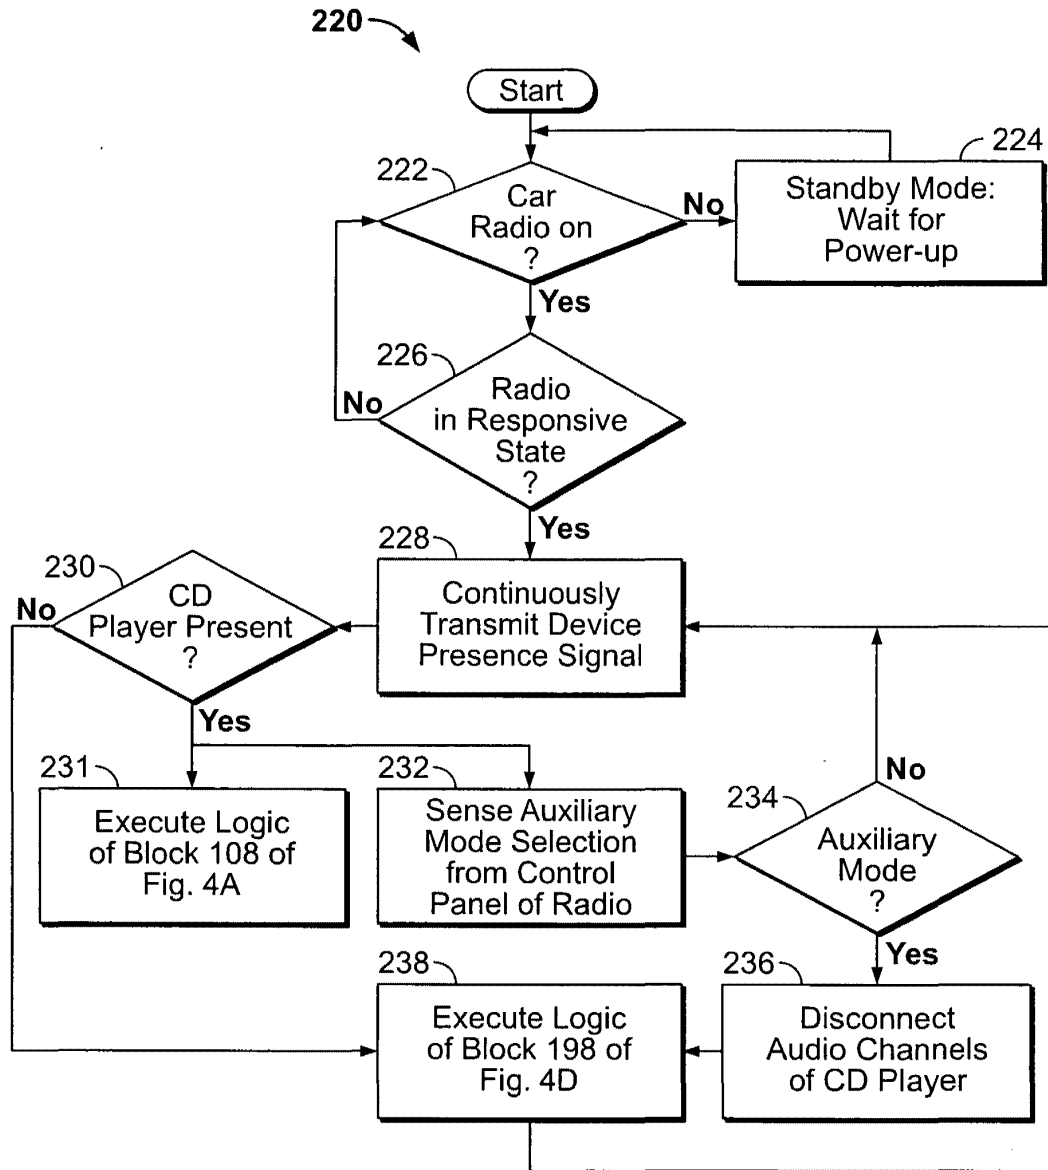 220
Start
224
222
Car
Radio on
?
No
Standby Mode:
Wait for
Power-up
Yes
226
Radio
in Responsive
State
?
No
Yes
228
Continuously
Transmit Device
Presence Signal
230
No
CD
Player Present
?
Yes
231
Execute Logic
of Block 108 of
Fig. 4A
232
Sense Auxiliary
Mode Selection
from Control
Panel of Radio
No
234
Auxiliary
Mode
?
Yes
238
Execute Logic
of Block 198 of
Fig. 4D
236
Disconnect
Audio Channels
of CD Player